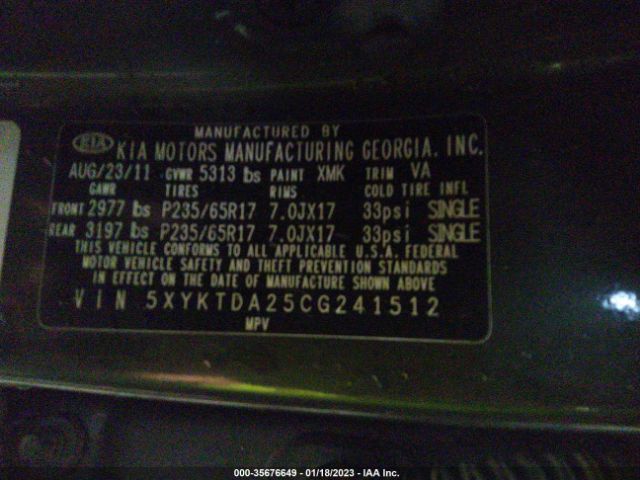 MANUFACTURED BY
KIA KIA MOTORS MANUFACTURING GEORGIA, INC.
AUG/23/11 GVWR 5313 lbs PAINT XMK TRIM VA
GAWR TIRES RIMS COLD TIRE INFL
FRONT 2977 lbs P235/65R17 7.0JX17 33psi SINGLE
REAR 3197 lbs P235/65R17 7.0JX17 33psi SINGLE
THIS VEHICLE CONFORMS TO ALL APPLICABLE U.S.A. FEDERAL
MOTOR VEHICLE SAFETY AND THEFT PREVENTION STANDARDS
IN EFFECT ON THE DATE OF MANUFACTURE SHOWN ABOVE
VIN 5XYKTDA25CG241512
MPV
000-35676649 - 01/18/2023 - IAA Inc.